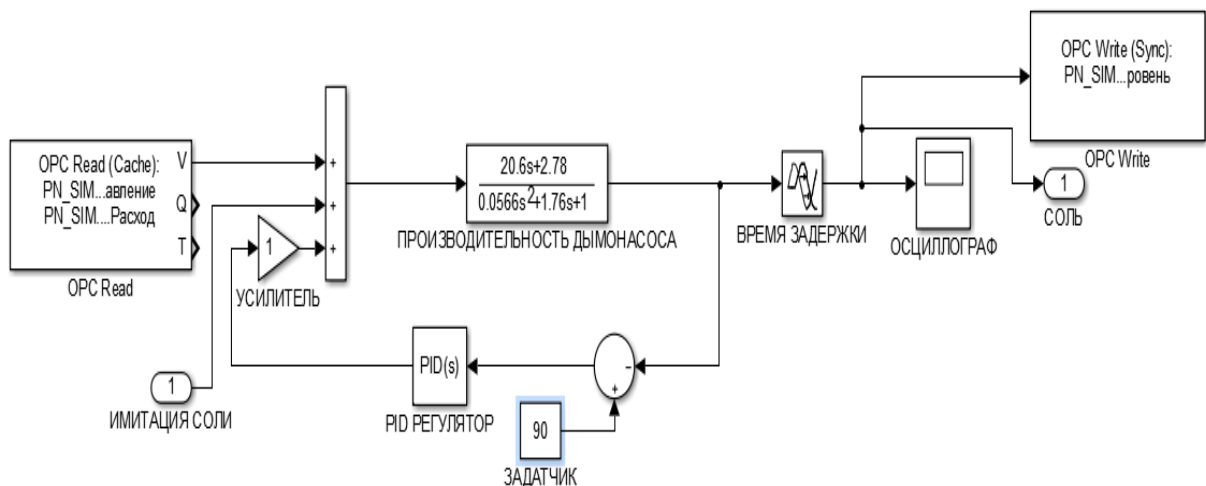 OPC Write (Sync):
PN_SIM...ровень
OPC Write
OPC Read (Cache):
PN_SIM...авление
PN_SIM....Расход
V
Q
T
OPC Read
+
+
+
1
УСИЛИТЕЛЬ
20.6s+2.78
0.0566s²+1.76s+1
ПРОИЗВОДИТЕЛЬНОСТЬ ДЫМОНАСОСА
ВРЕМЯ ЗАДЕРЖКИ
ОСЦИЛЛОГРАФ
1
СОЛЬ
1
ИМИТАЦИЯ СОЛИ
PID(s)
PID РЕГУЛЯТОР
−
+
90
ЗАДАТЧИК